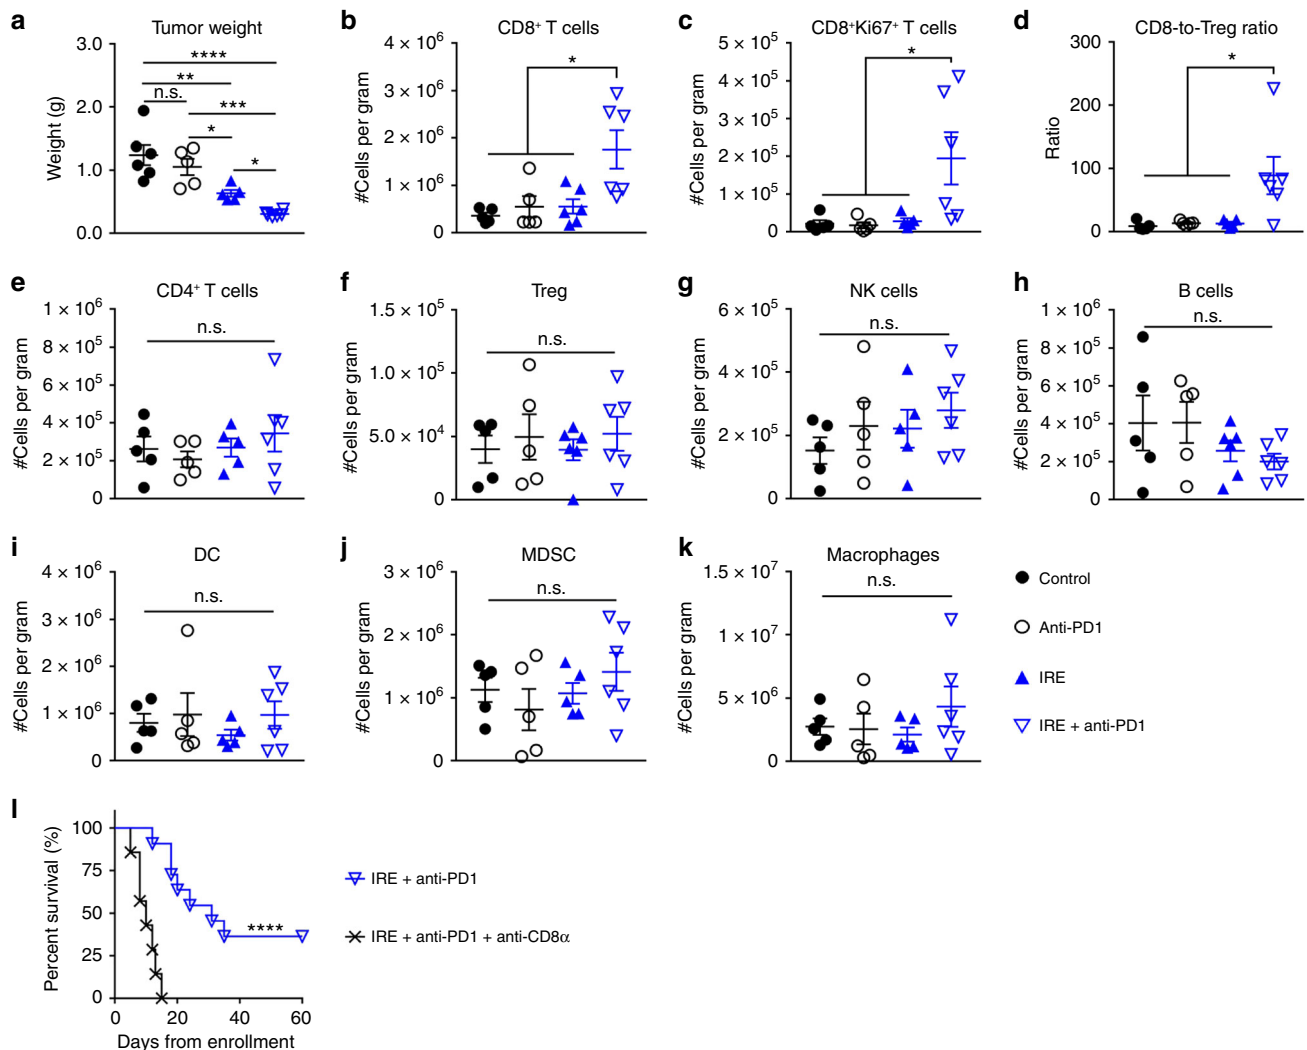 a
Tumor weight
3.0
2.0
1.0
0.0
Weight (g)
****
**
n.s.
***
*
*
b
CD8⁺ T cells
4 × 10⁶
3 × 10⁶
2 × 10⁶
1 × 10⁶
0
#Cells per gram
*
c
CD8⁺Ki67⁺ T cells
5 × 10⁵
4 × 10⁵
3 × 10⁵
2 × 10⁵
1 × 10⁵
0
#Cells per gram
*
d
CD8-to-Treg ratio
300
200
100
0
Ratio
*
e
CD4⁺ T cells
1 × 10⁶
8 × 10⁵
6 × 10⁵
4 × 10⁵
2 × 10⁵
0
#Cells per gram
n.s.
f
Treg
1.5 × 10⁵
1.0 × 10⁵
5.0 × 10⁴
0
#Cells per gram
n.s.
g
NK cells
6 × 10⁵
4 × 10⁵
2 × 10⁵
0
#Cells per gram
n.s.
h
B cells
1 × 10⁶
8 × 10⁵
6 × 10⁵
4 × 10⁵
2 × 10⁵
0
#Cells per gram
n.s.
i
DC
4 × 10⁶
3 × 10⁶
2 × 10⁶
1 × 10⁶
0
#Cells per gram
n.s.
j
MDSC
3 × 10⁶
2 × 10⁶
1 × 10⁶
0
#Cells per gram
n.s.
k
Macrophages
1.5 × 10⁷
1 × 10⁷
5 × 10⁶
0
#Cells per gram
n.s.
Control
Anti-PD1
IRE
IRE + anti-PD1
l
100
75
50
25
0
Percent survival (%)
****
0 20 40 60
Days from enrollment
IRE + anti-PD1
IRE + anti-PD1 + anti-CD8α